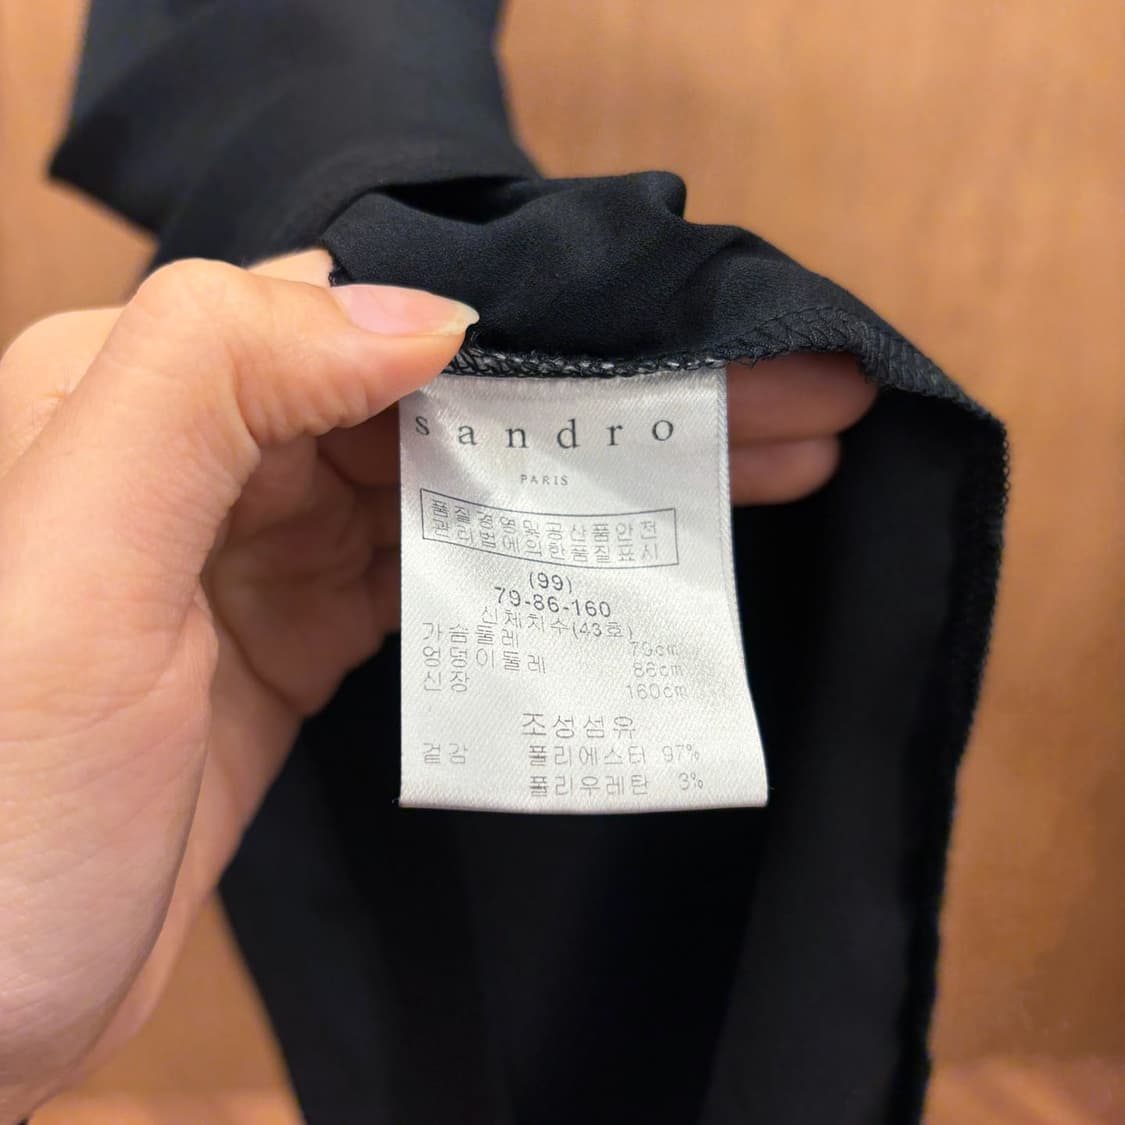 sandro
PARIS
품질경영및공산품안전
관리법에의한품질표시
(99)
79-86-160
신체치수(43호)
가슴둘레 79cm
엉덩이둘레 86cm
신장 160cm
조성섬유
겉감 폴리에스터 97%
폴리우레탄 3%